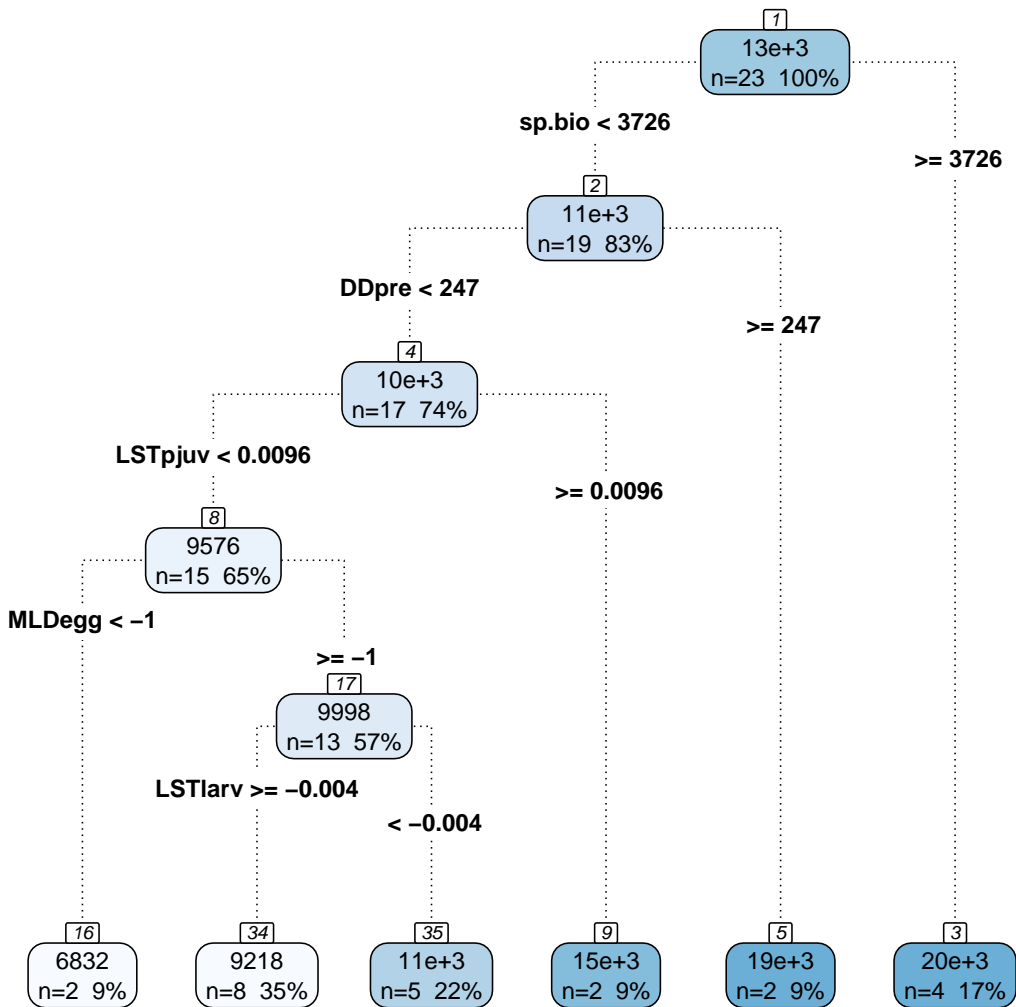 1
13e+3
n=23 100%
sp.bio < 3726
>= 3726
2
11e+3
n=19 83%
DDpre < 247
>= 247
4
10e+3
n=17 74%
LSTpjuv < 0.0096
>= 0.0096
8
9576
n=15 65%
MLDegg < −1
>= −1
17
9998
n=13 57%
LSTlarv >= −0.004
< −0.004
16
6832
n=2 9%
34
9218
n=8 35%
35
11e+3
n=5 22%
9
15e+3
n=2 9%
5
19e+3
n=2 9%
3
20e+3
n=4 17%